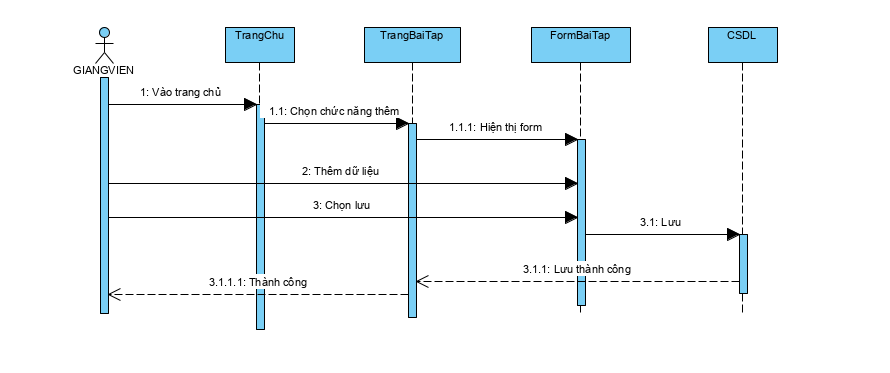 TrangChu
TrangBaiTap
FormBaiTap
CSDL
GIANGVIEN
1: Vào trang chủ
1.1: Chọn chức năng thêm
1.1.1: Hiện thị form
2: Thêm dữ liệu
3: Chọn lưu
3.1: Lưu
3.1.1: Lưu thành công
3.1.1.1: Thành công